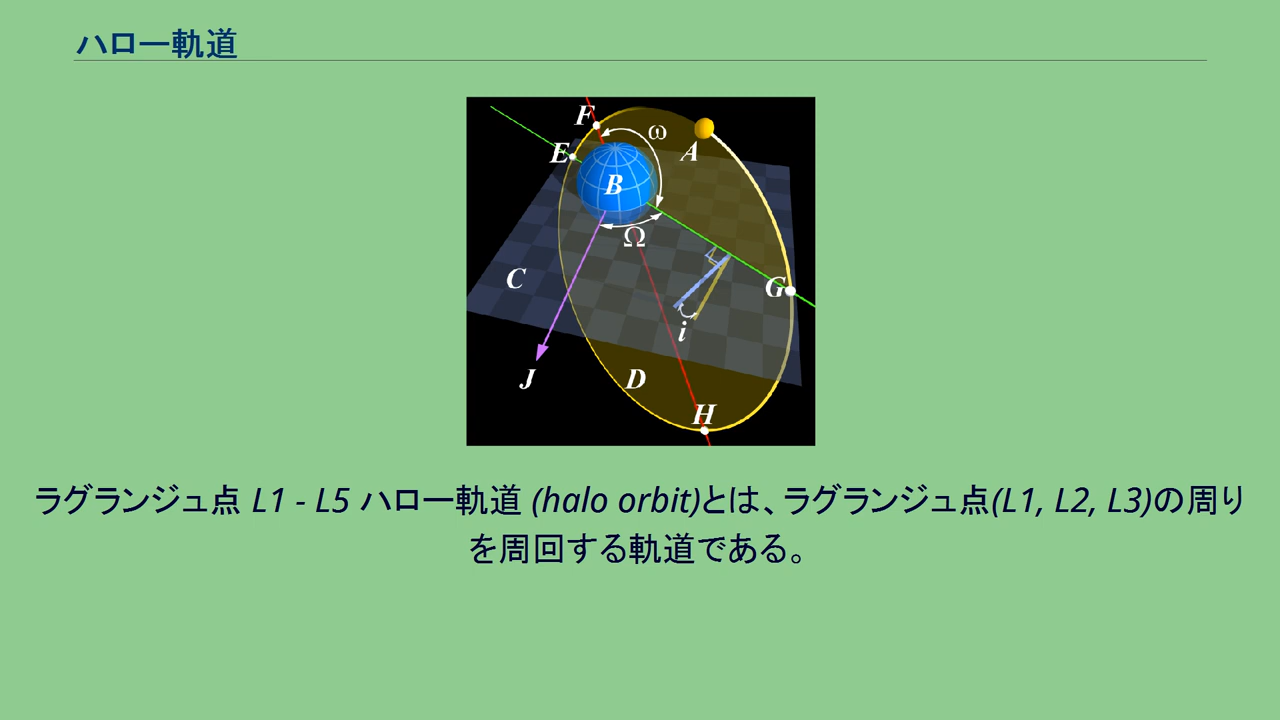 ハロー軌道
F
ω
E
A
B
Ω
C
G
i
J
D
H
ラグランジュ点 L1 - L5 ハロー軌道 (halo orbit)とは、ラグランジュ点(L1, L2, L3)の周り
を周回する軌道である。